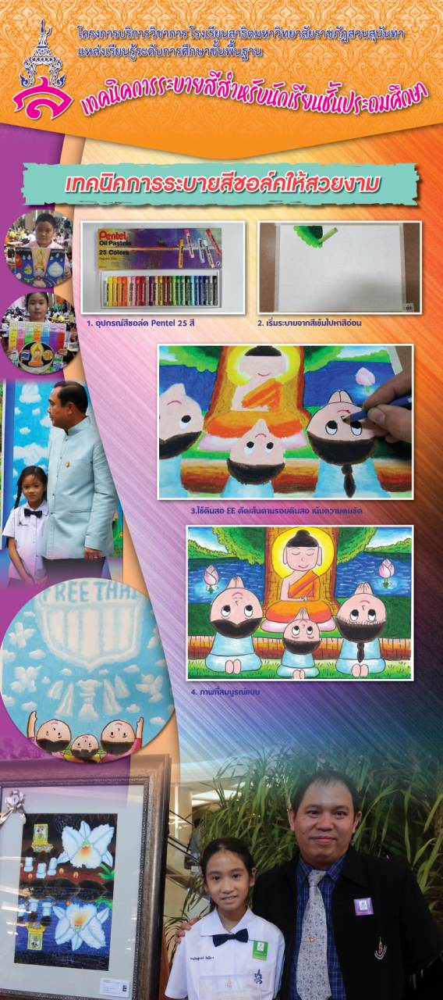 โครงการบริการวิชาการ โรงเรียนสาธิตมหาวิทยาลัยราชภัฏสวนสุนันทา
แหล่งเรียนรู้ระดับการศึกษาขั้นพื้นฐาน
เทคนิคการระบายสีสำหรับนักเรียนชั้นประถมศึกษา
เทคนิคการระบายสีชอล์คให้สวยงาม
Pentel
Oil Pastels
25 Colors
1. อุปกรณ์สีชอล์ค Pentel 25 สี
2. เริ่มระบายจากสีเข้มไปหาสีอ่อน
3.ใช้ดินสอ EE ตัดเส้นตามรอยดินสอ เน้นความคมชัด
4. ภาพที่สมบูรณ์แบบ
FREE THAI